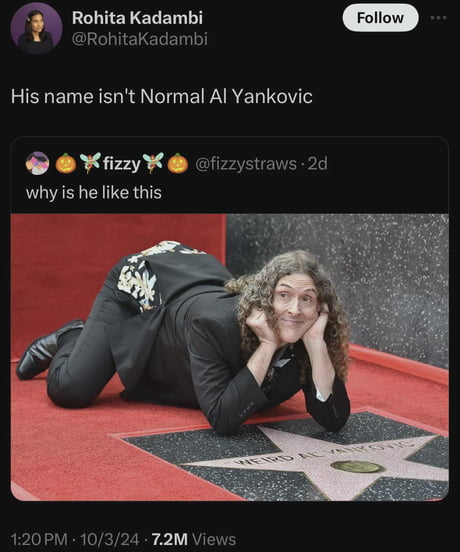 Rohita Kadambi
@RohitaKadambi
Follow
His name isn't Normal Al Yankovic
fizzy @fizzystraws · 2d
why is he like this
WEIRD AL YANKOVIC
1:20 PM · 10/3/24 · 7.2M Views